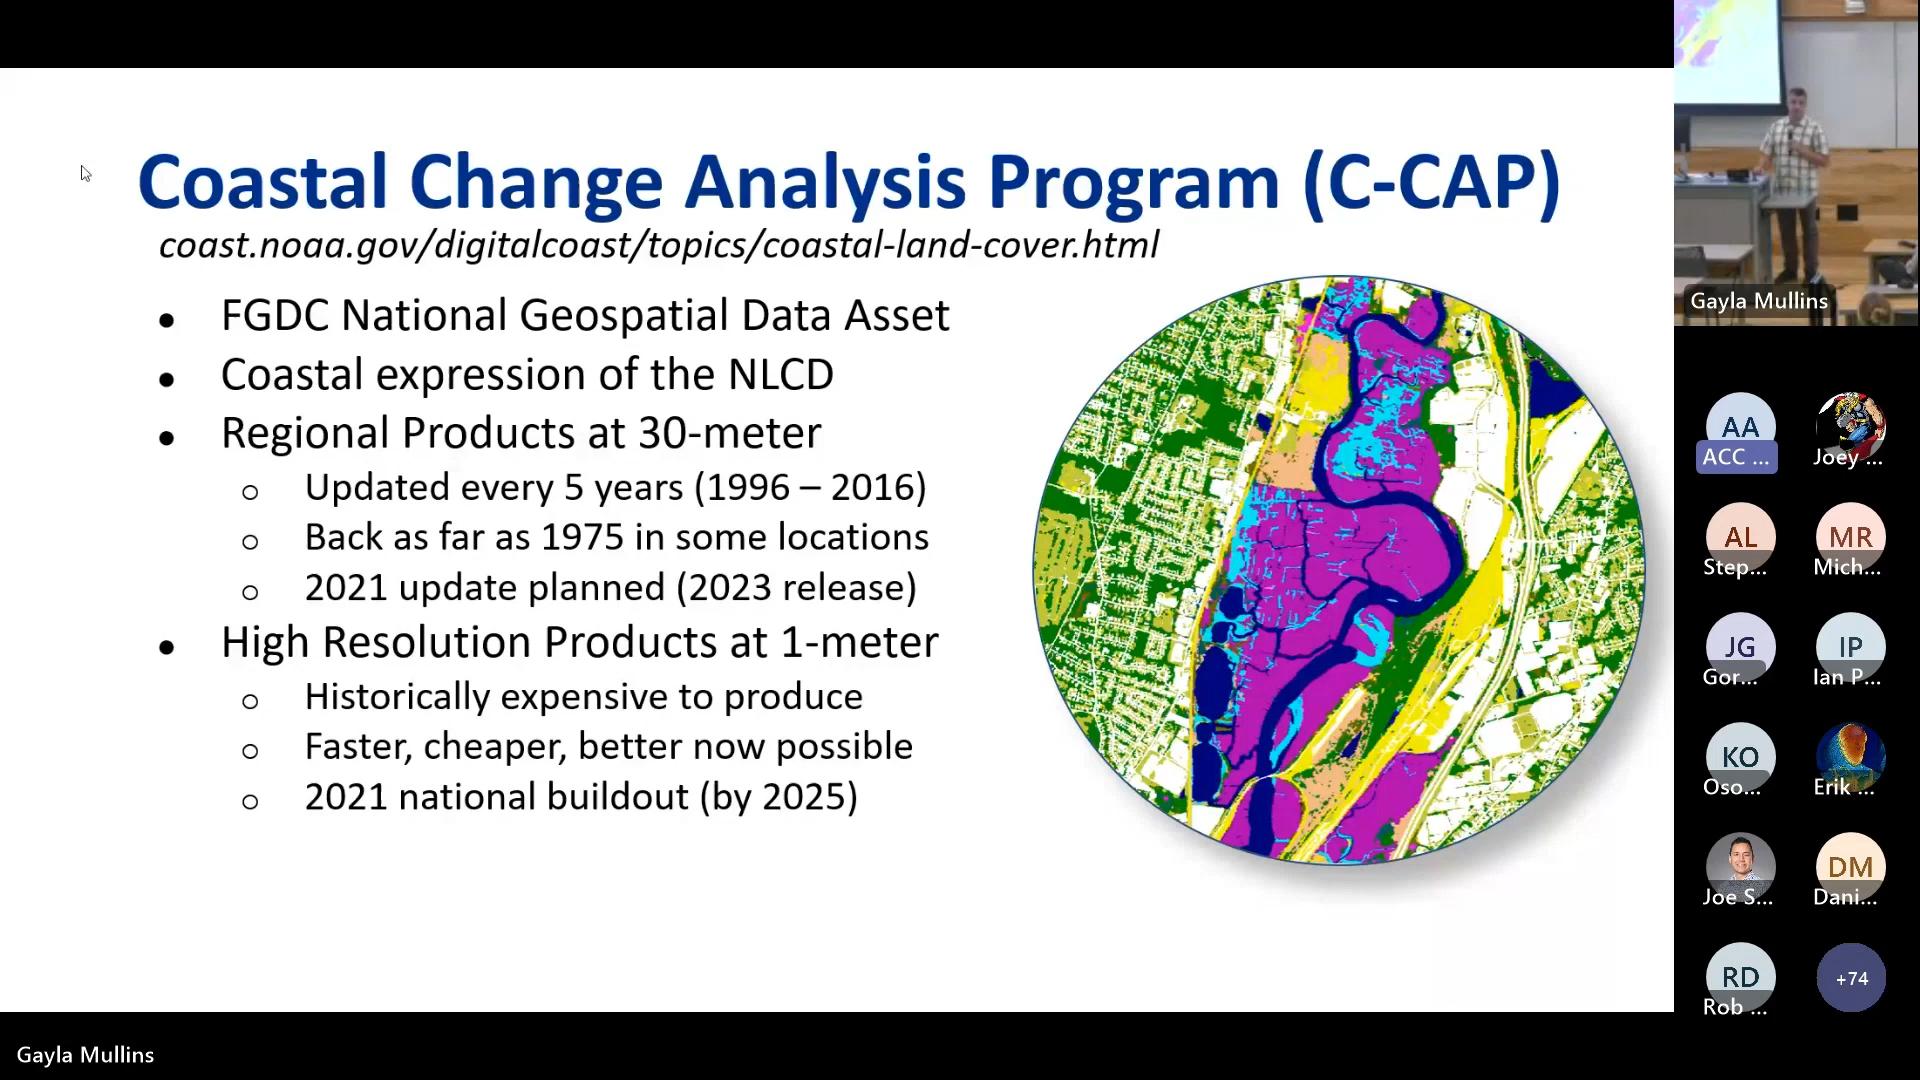 Coastal Change Analysis Program (C-CAP)
coast.noaa.gov/digitalcoast/topics/coastal-land-cover.html
• FGDC National Geospatial Data Asset
• Coastal expression of the NLCD
• Regional Products at 30-meter
o Updated every 5 years (1996 – 2016)
o Back as far as 1975 in some locations
o 2021 update planned (2023 release)
• High Resolution Products at 1-meter
o Historically expensive to produce
o Faster, cheaper, better now possible
o 2021 national buildout (by 2025)
Gayla Mullins
AA
ACC ...
Joey ...
AL
Step...
MR
Mich...
JG
Gor...
IP
Ian P...
KO
Oso...
Erik ...
Joe S...
DM
Dani...
RD
Rob ...
+74
Gayla Mullins